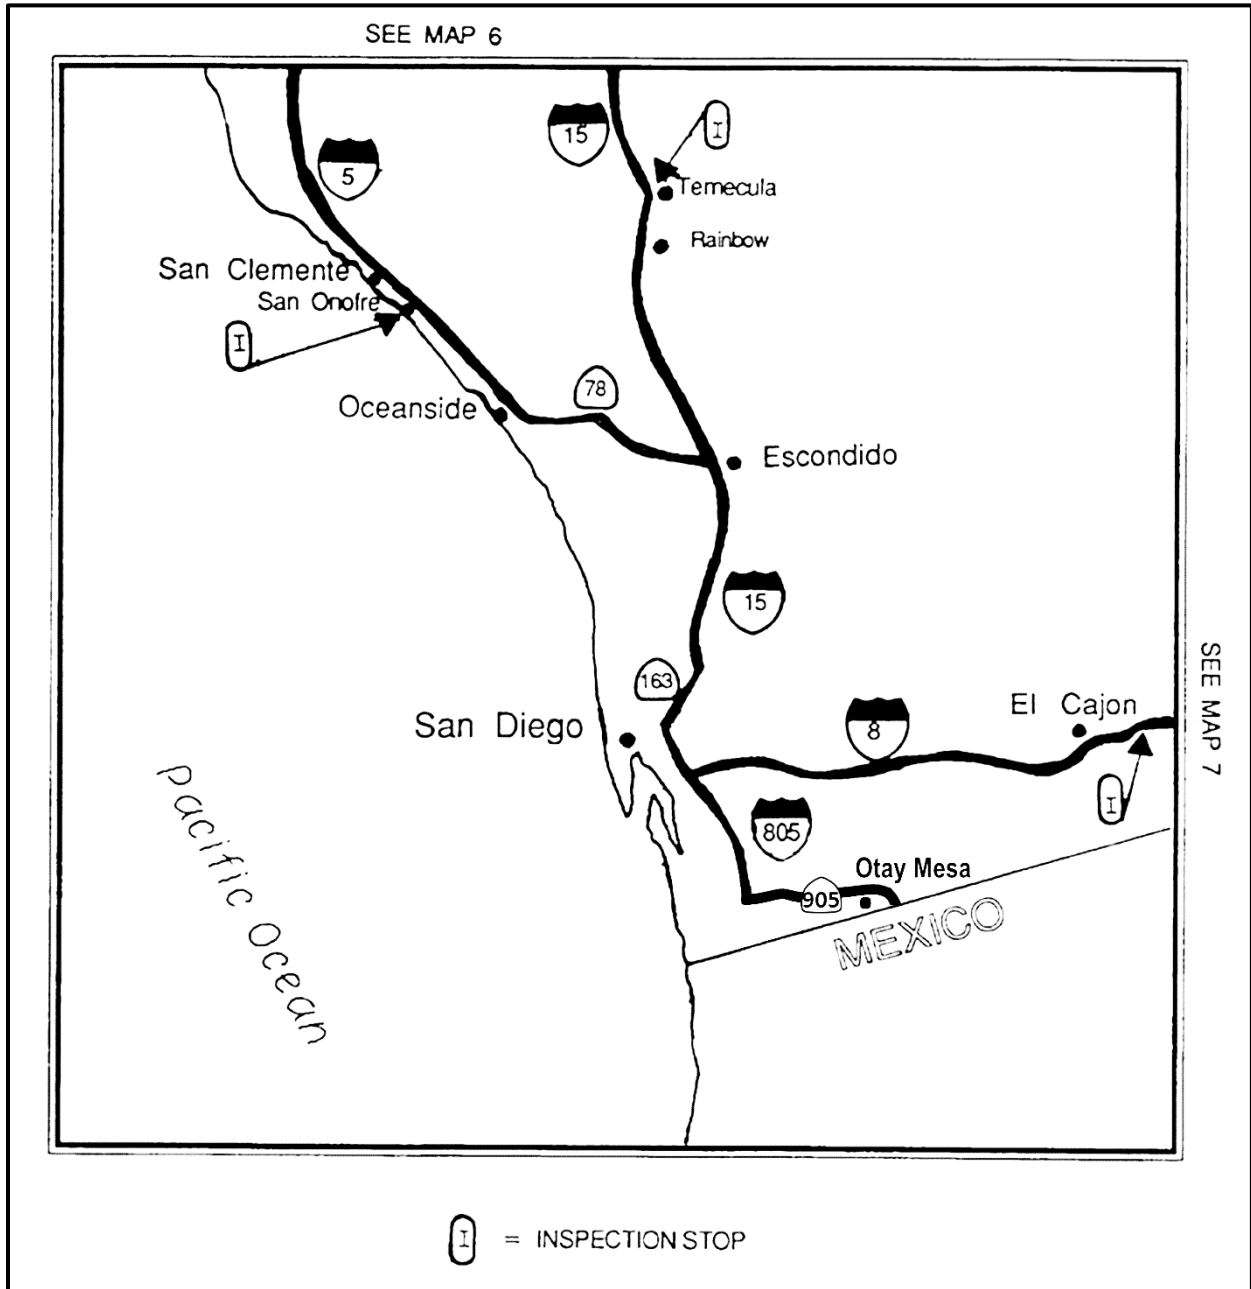 SEE MAP 6
15
I
5
Temecula
Rainbow
San Clemente
San Onofre
I
78
Oceanside
Escondido
15
SEE MAP 7
163
El Cajon
San Diego
8
I
Pacific Ocean
805
Otay Mesa
905
MEXICO
I = INSPECTION STOP